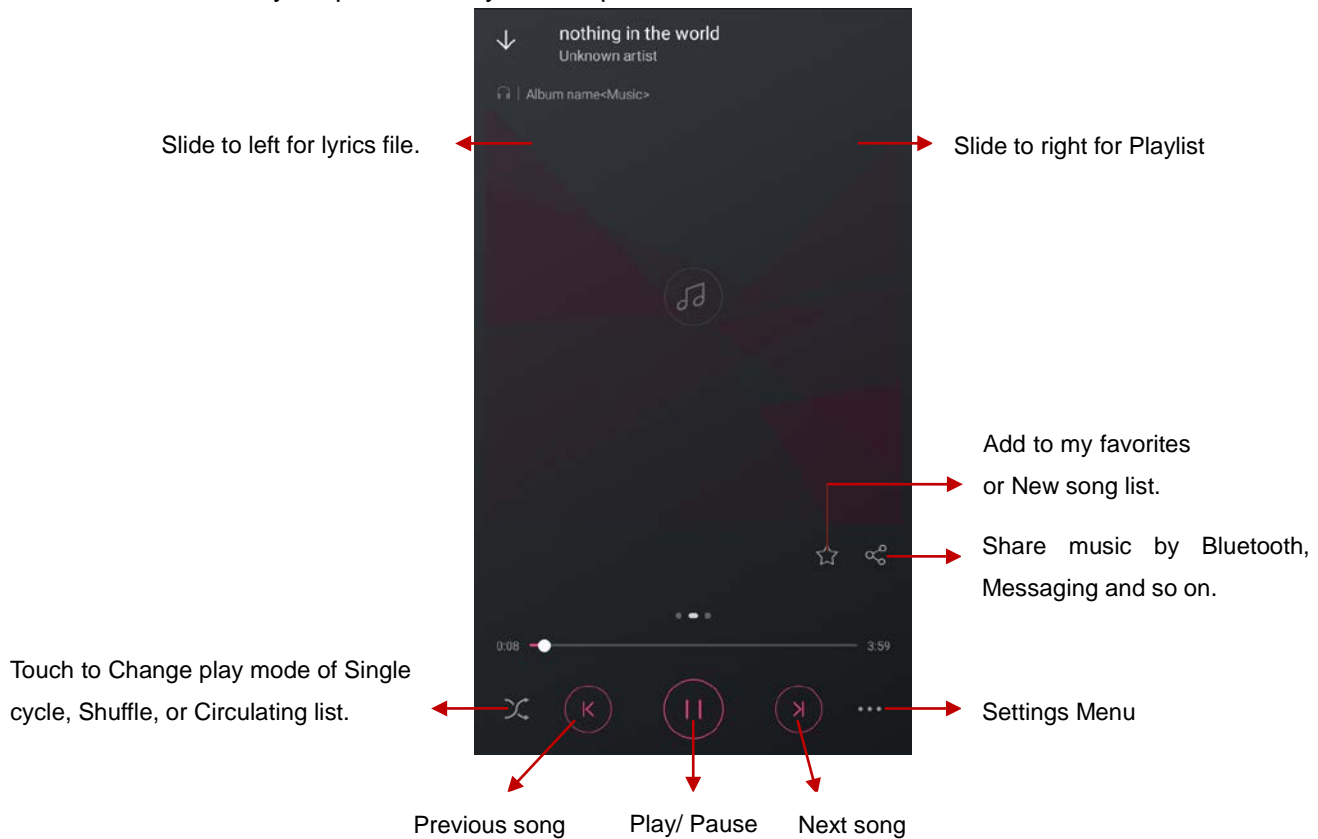 nothing in the world
Unknown artist
Album name<Music>
Slide to left for lyrics file.
Slide to right for Playlist
Add to my favorites
or New song list.
Share music by Bluetooth,
Messaging and so on.
0:08
3:59
Touch to Change play mode of Single
cycle, Shuffle, or Circulating list.
Settings Menu
Previous song
Play/ Pause
Next song